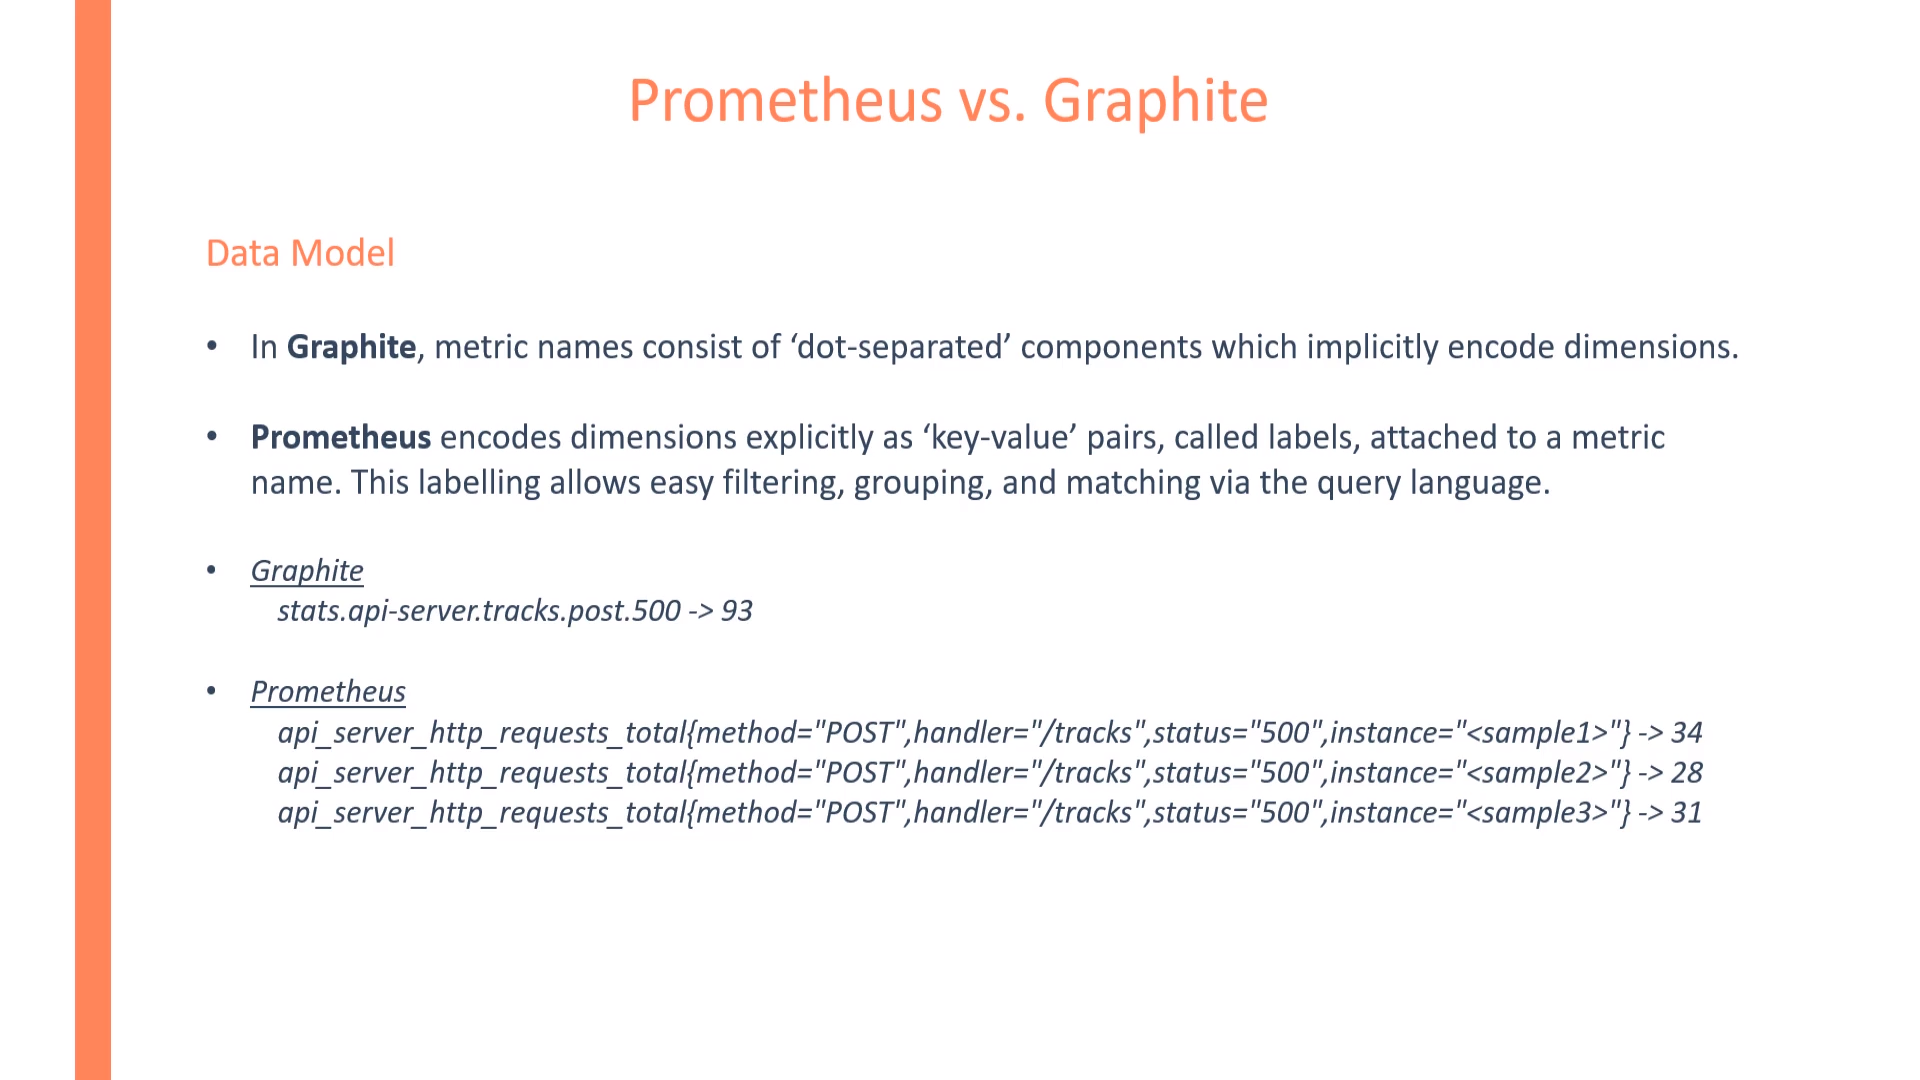 Prometheus vs. Graphite
Data Model
• In Graphite, metric names consist of ‘dot-separated’ components which implicitly encode dimensions.
• Prometheus encodes dimensions explicitly as ‘key-value’ pairs, called labels, attached to a metric
name. This labelling allows easy filtering, grouping, and matching via the query language.
• Graphite
stats.api-server.tracks.post.500 -> 93
• Prometheus
api_server_http_requests_total{method="POST",handler="/tracks",status="500",instance="<sample1>"} -> 34
api_server_http_requests_total{method="POST",handler="/tracks",status="500",instance="<sample2>"} -> 28
api_server_http_requests_total{method="POST",handler="/tracks",status="500",instance="<sample3>"} -> 31